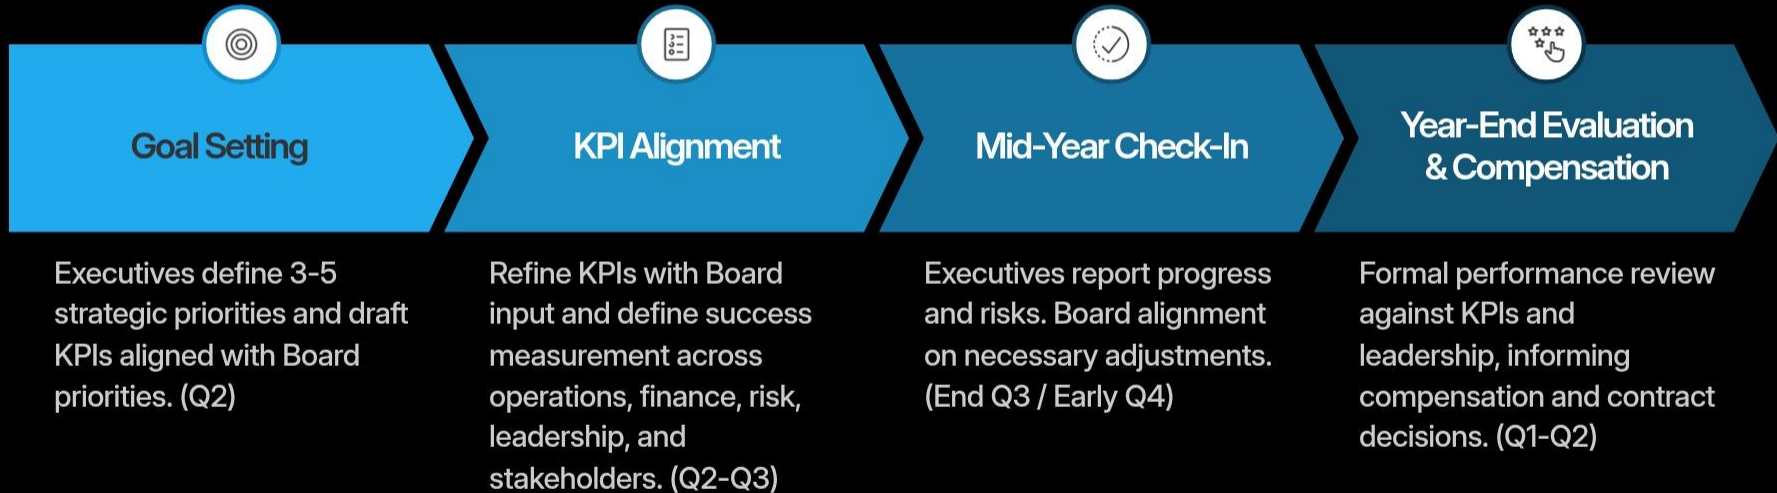 Goal Setting
KPI Alignment
Mid-Year Check-In
Year-End Evaluation
& Compensation
Executives define 3-5
strategic priorities and draft
KPIs aligned with Board
priorities. (Q2)
Refine KPIs with Board
input and define success
measurement across
operations, finance, risk,
leadership, and
stakeholders. (Q2-Q3)
Executives report progress
and risks. Board alignment
on necessary adjustments.
(End Q3 / Early Q4)
Formal performance review
against KPIs and
leadership, informing
compensation and contract
decisions. (Q1-Q2)